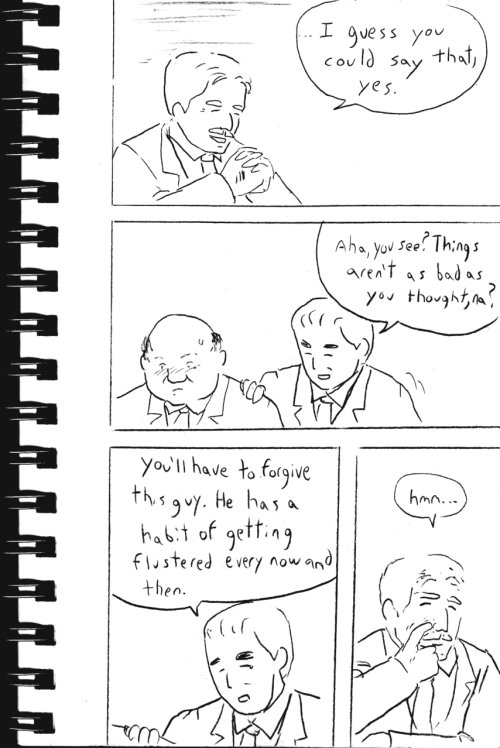 ... I guess you
could say that,
yes.
Aha, you see? Things
aren't as bad as
you thought, na?
You'll have to forgive
this guy. He has a
habit of getting
flustered every now and
then.
hmn...